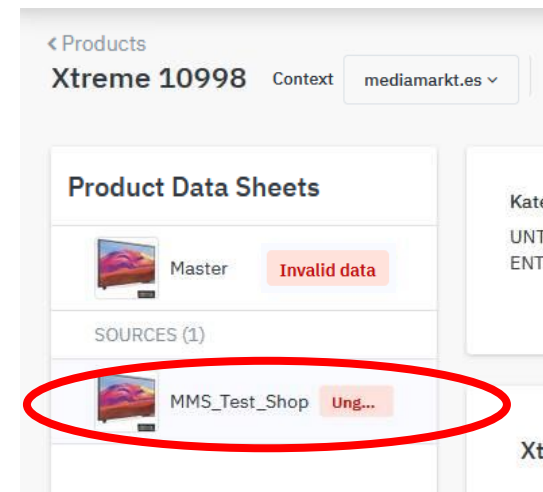 Products
Xtreme 10998 Context mediamarkt.es
Product Data Sheets
Master Invalid data
SOURCES (1)
MMS_Test_Shop Ung...
Kate
UNT
ENT
Xt